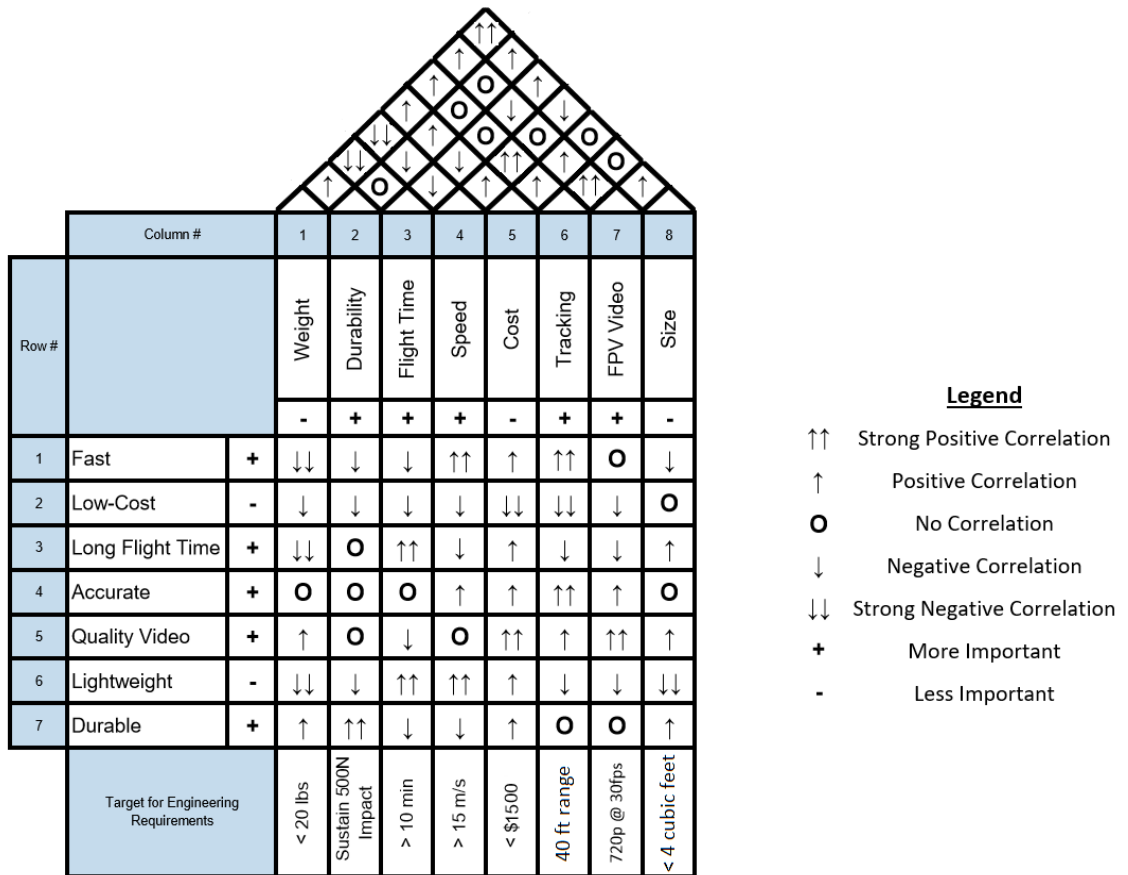 ↑↑
↑ ↑
↑ O ↑
↑ O ↓ ↓
↓↓ ↑ O O O
↓↓ ↓ ↓ ↑↑ ↑ O
↑ O ↓ ↑ ↑ ↑↑ ↑
Column # 1 2 3 4 5 6 7 8
Row #
Weight
Durability
Flight Time
Speed
Cost
Tracking
FPV Video
Size
- + + + - + + -
1 Fast + ↓↓ ↓ ↓ ↑↑ ↑ ↑↑ O ↓
2 Low-Cost - ↓ ↓ ↓ ↓ ↓↓ ↓↓ ↓ O
3 Long Flight Time + ↓↓ O ↑↑ ↓ ↑ ↓ ↓ ↑
4 Accurate + O O O ↑ ↑ ↑↑ ↑ O
5 Quality Video + ↑ O ↓ O ↑↑ ↑ ↑↑ ↑
6 Lightweight - ↓↓ ↓ ↑↑ ↑↑ ↑ ↓ ↓ ↓↓
7 Durable + ↑ ↑↑ ↓ ↓ ↑ O O ↑
Target for Engineering
Requirements
< 20 lbs
Sustain 500N
Impact
> 10 min
> 15 m/s
< $1500
40 ft range
720p @ 30fps
< 4 cubic feet
Legend
↑↑ Strong Positive Correlation
↑ Positive Correlation
O No Correlation
↓ Negative Correlation
↓↓ Strong Negative Correlation
+ More Important
- Less Important